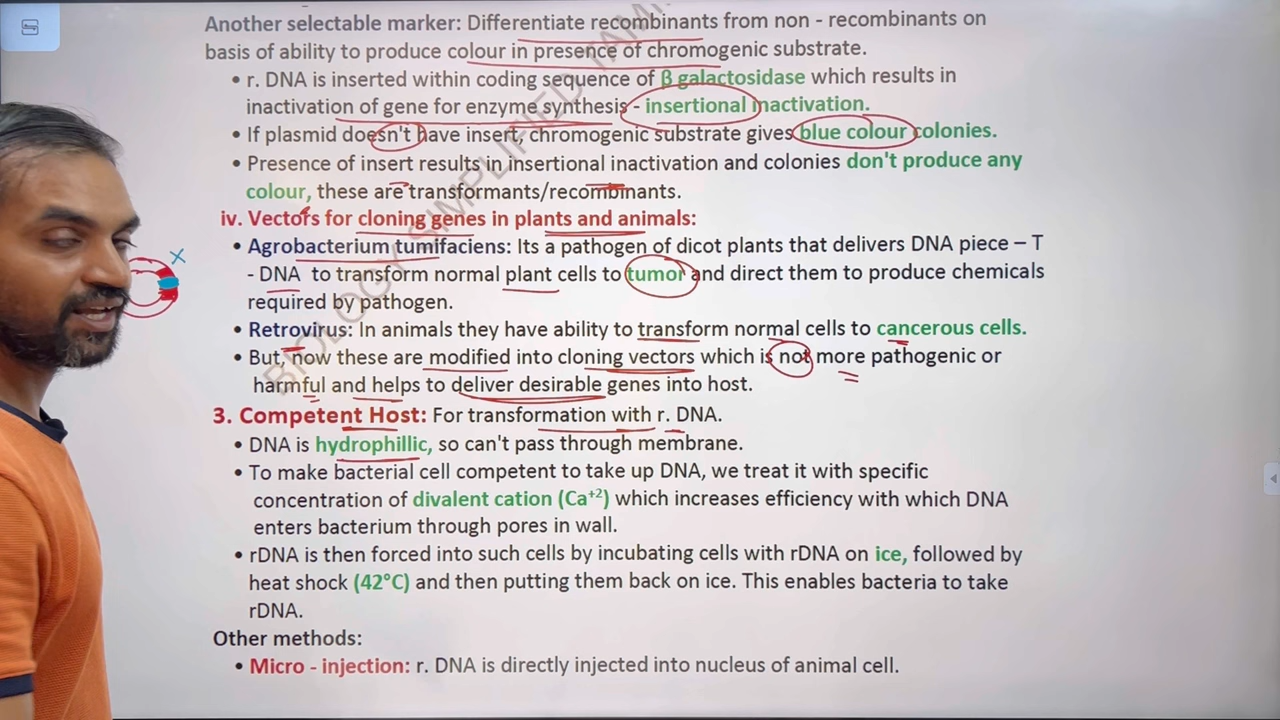 Another selectable marker: Differentiate recombinants from non - recombinants on
basis of ability to produce colour in presence of chromogenic substrate.
• r. DNA is inserted within coding sequence of β galactosidase which results in
inactivation of gene for enzyme synthesis - insertional inactivation.
• If plasmid doesn't have insert, chromogenic substrate gives blue colour colonies.
• Presence of insert results in insertional inactivation and colonies don't produce any
colour, these are transformants/recombinants.
iv. Vectors for cloning genes in plants and animals:
• Agrobacterium tumifaciens: Its a pathogen of dicot plants that delivers DNA piece – T
- DNA to transform normal plant cells to tumor and direct them to produce chemicals
required by pathogen.
• Retrovirus: In animals they have ability to transform normal cells to cancerous cells.
• But, now these are modified into cloning vectors which is not more pathogenic or
harmful and helps to deliver desirable genes into host.
3. Competent Host: For transformation with r. DNA.
• DNA is hydrophillic, so can't pass through membrane.
• To make bacterial cell competent to take up DNA, we treat it with specific
concentration of divalent cation (Ca⁺²) which increases efficiency with which DNA
enters bacterium through pores in wall.
• rDNA is then forced into such cells by incubating cells with rDNA on ice, followed by
heat shock (42°C) and then putting them back on ice. This enables bacteria to take
rDNA.
Other methods:
• Micro - injection: r. DNA is directly injected into nucleus of animal cell.
BIOLOGY SIMPLIFIED TAMI